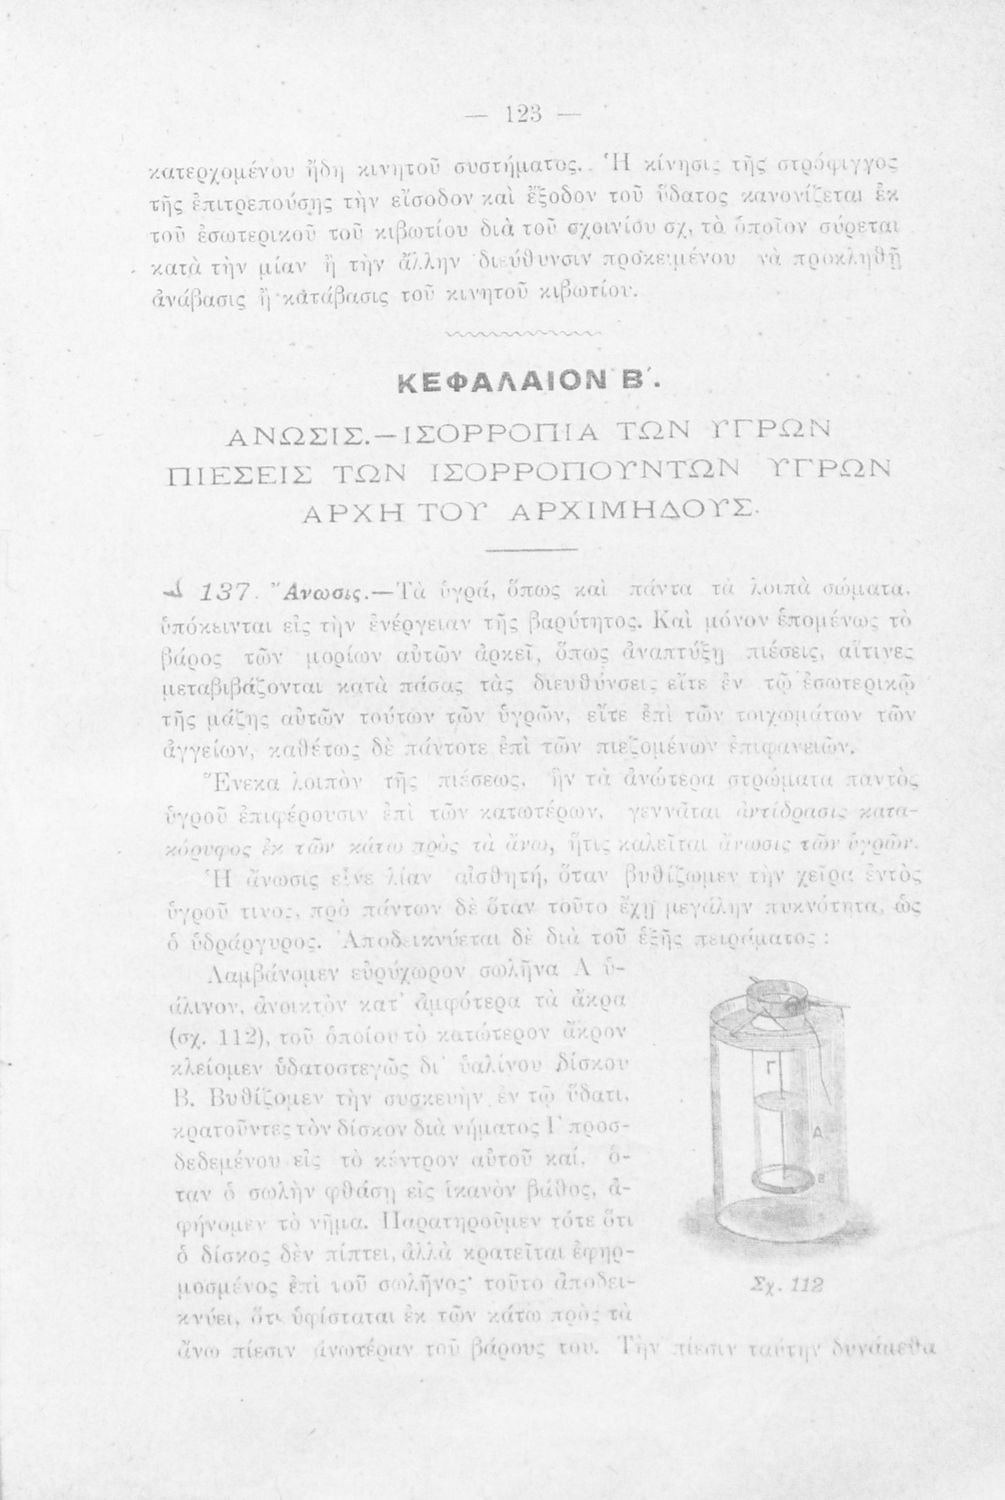 — 123 —
κατερχομένου ἤδη κινητοῦ συστήματος. Ἡ κίνησις τῆς στρόφιγγος
τῆς ἐπιτρεπούσης τὴν εἴσοδον καὶ ἔξοδον τοῦ ὕδατος κανονίζεται ἐκ
τοῦ ἐσωτερικοῦ τοῦ κιβωτίου διὰ τοῦ σχοινίου σχ, τὸ ὁποῖον σύρεται
κατὰ τὴν μίαν ἢ τὴν ἄλλην διεύθυνσιν προκειμένου νὰ προκληθῇ
ἀνάβασις ἢ κατάβασις τοῦ κινητοῦ κιβωτίου.
ΚΕΦΑΛΑΙΟΝ Β΄.
ΑΝΩΣΙΣ.—ΙΣΟΡΡΟΠΙΑ ΤΩΝ ΥΓΡΩΝ
ΠΙΕΣΕΙΣ ΤΩΝ ΙΣΟΡΡΟΠΟΥΝΤΩΝ ΥΓΡΩΝ
ΑΡΧΗ ΤΟΥ ΑΡΧΙΜΗΔΟΥΣ.
137. Ἄνωσις.—Τὰ ὑγρά, ὅπως καὶ πάντα τὰ λοιπὰ σώματα,
ὑπόκεινται εἰς τὴν ἐνέργειαν τῆς βαρύτητος. Καὶ μόνον ἑπομένως τὸ
βάρος τῶν μορίων αὐτῶν ἀρκεῖ, ὅπως ἀναπτύξῃ πιέσεις, αἵτινες
μεταβιβάζονται κατὰ πάσας τὰς διευθύνσεις εἴτε ἐν τῷ ἐσωτερικῷ
τῆς μάζης αὐτῶν τούτων τῶν ὑγρῶν, εἴτε ἐπὶ τῶν τοιχωμάτων τῶν
ἀγγείων, καθέτως δὲ πάντοτε ἐπὶ τῶν πιεζομένων ἐπιφανειῶν.
Ἕνεκα λοιπὸν τῆς πιέσεως, ἣν τὰ ἀνώτερα στρώματα παντὸς
ὑγροῦ ἐπιφέρουσιν ἐπὶ τῶν κατωτέρων, γεννᾶται ἀντίδρασις κατα-
κόρυφος ἐκ τῶν κάτω πρὸς τὰ ἄνω, ἥτις καλεῖται ἄνωσις τῶν ὑγρῶν.
Ἡ ἄνωσις εἶνε λίαν αἰσθητή, ὅταν βυθίζωμεν τὴν χεῖρα ἐντὸς
ὑγροῦ τινος, πρὸ πάντων δὲ ὅταν τοῦτο ἔχῃ μεγάλην πυκνότητα, ὡς
ὁ ὑδράργυρος. Ἀποδεικνύεται δὲ διὰ τοῦ ἑξῆς πειράματος :
Λαμβάνομεν εὐρύχωρον σωλῆνα Α ὑ-
άλινον, ἀνοικτὸν κατ' ἀμφότερα τὰ ἄκρα
(σχ. 112), τοῦ ὁποίου τὸ κατώτερον ἄκρον
κλείομεν ὑδατοστεγῶς δι' ὑαλίνου δίσκου
Β. Βυθίζομεν τὴν συσκευὴν ἐν τῷ ὕδατι,
κρατοῦντες τὸν δίσκον διὰ νήματος Γ προσ-
δεδεμένου εἰς τὸ κέντρον αὐτοῦ καί, ὅ-
ταν ὁ σωλὴν φθάσῃ εἰς ἱκανὸν βάθος, ἀ-
φήνομεν τὸ νῆμα. Παρατηροῦμεν τότε ὅτι
ὁ δίσκος δὲν πίπτει, ἀλλὰ κρατεῖται ἐφηρ-
μοσμένος ἐπὶ τοῦ σωλῆνος· τοῦτο ἀποδει-
κνύει, ὅτι ὑφίσταται ἐκ τῶν κάτω πρὸς τὰ
ἄνω πίεσιν ἀνωτέραν τοῦ βάρους του. Τὴν πίεσιν ταύτην δυνάμεθα
Γ
Α
Β
Σχ. 112